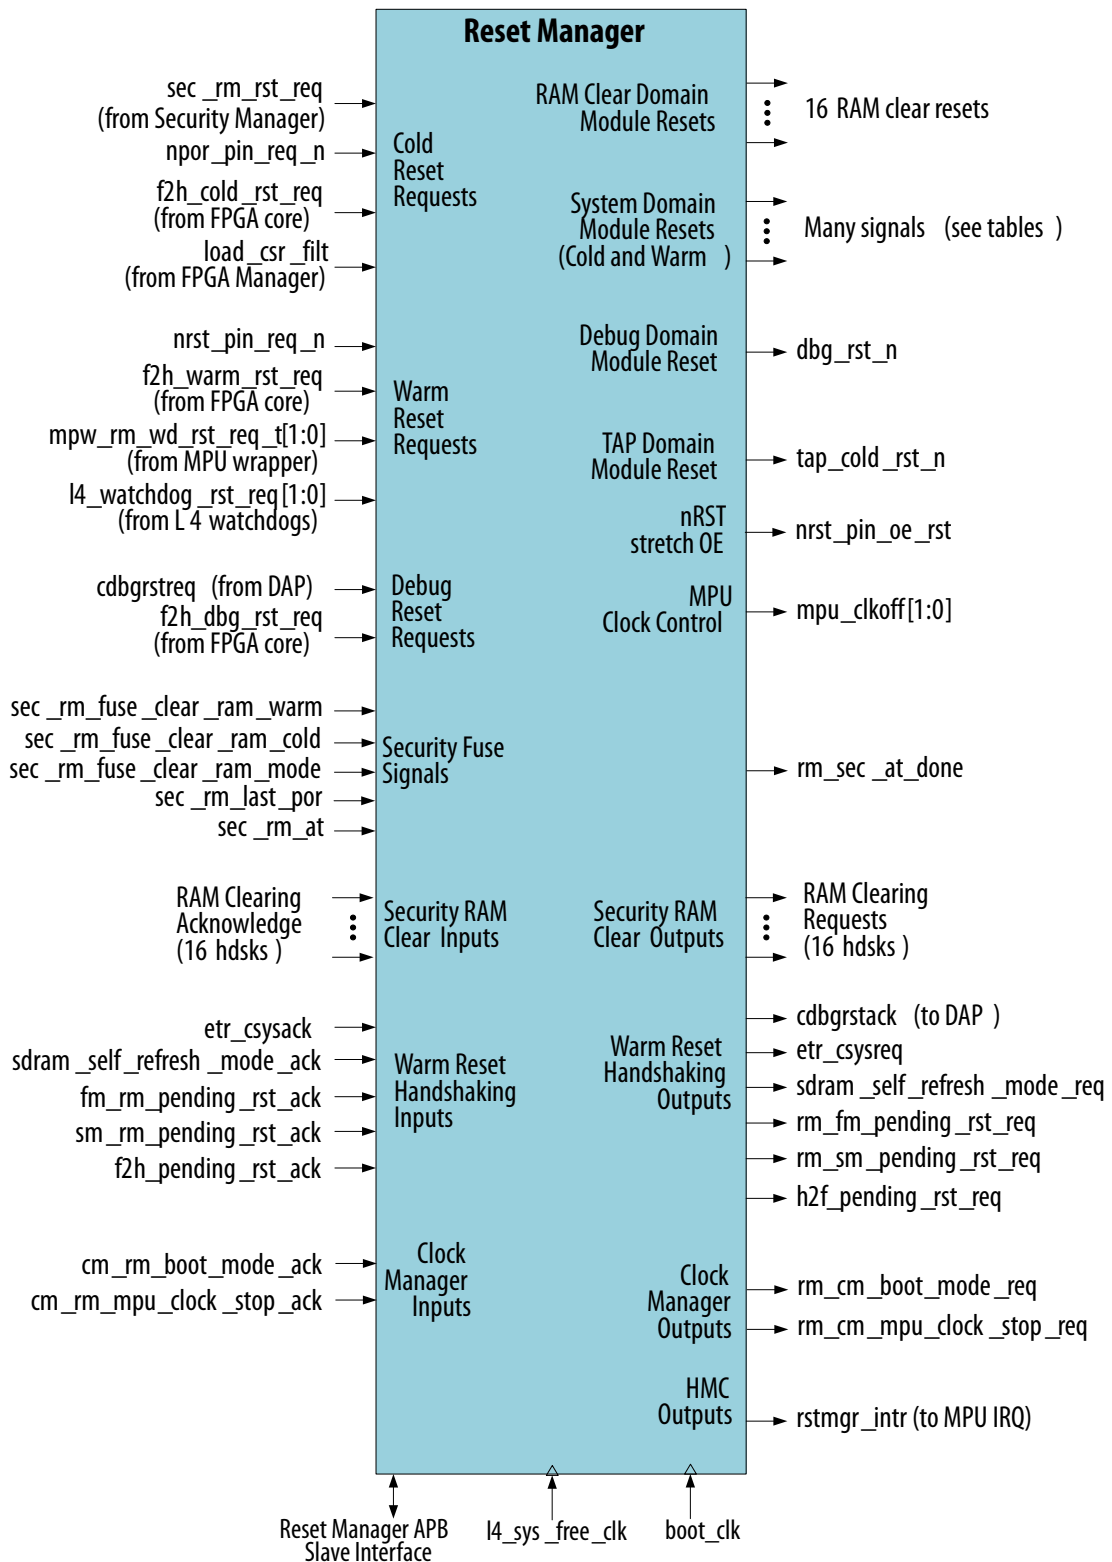 Reset Manager
sec_rm_rst_req
(from Security Manager)
npor_pin_req_n
f2h_cold_rst_req
(from FPGA core)
load_csr_filt
(from FPGA Manager)
Cold
Reset
Requests
nrst_pin_req_n
f2h_warm_rst_req
(from FPGA core)
mpw_rm_wd_rst_req_t[1:0]
(from MPU wrapper)
l4_watchdog_rst_req[1:0]
(from L4 watchdogs)
Warm
Reset
Requests
cdbgrstreq (from DAP)
f2h_dbg_rst_req
(from FPGA core)
Debug
Reset
Requests
sec_rm_fuse_clear_ram_warm
sec_rm_fuse_clear_ram_cold
sec_rm_fuse_clear_ram_mode
sec_rm_last_por
sec_rm_at
Security Fuse
Signals
RAM Clearing
Acknowledge
(16 hdsks)
Security RAM
Clear Inputs
etr_csysack
sdram_self_refresh_mode_ack
fm_rm_pending_rst_ack
sm_rm_pending_rst_ack
f2h_pending_rst_ack
Warm Reset
Handshaking
Inputs
cm_rm_boot_mode_ack
cm_rm_mpu_clock_stop_ack
Clock
Manager
Inputs
RAM Clear Domain
Module Resets
16 RAM clear resets
System Domain
Module Resets
(Cold and Warm)
Many signals (see tables)
Debug Domain
Module Reset
dbg_rst_n
TAP Domain
Module Reset
tap_cold_rst_n
nRST
stretch OE
nrst_pin_oe_rst
MPU
Clock Control
mpu_clkoff[1:0]
rm_sec_at_done
Security RAM
Clear Outputs
RAM Clearing
Requests
(16 hdsks)
Warm Reset
Handshaking
Outputs
cdbgrstack (to DAP)
etr_csysreq
sdram_self_refresh_mode_req
rm_fm_pending_rst_req
rm_sm_pending_rst_req
h2f_pending_rst_req
Clock
Manager
Outputs
rm_cm_boot_mode_req
rm_cm_mpu_clock_stop_req
HMC
Outputs
rstmgr_intr (to MPU IRQ)
Reset Manager APB
Slave Interface
l4_sys_free_clk
boot_clk